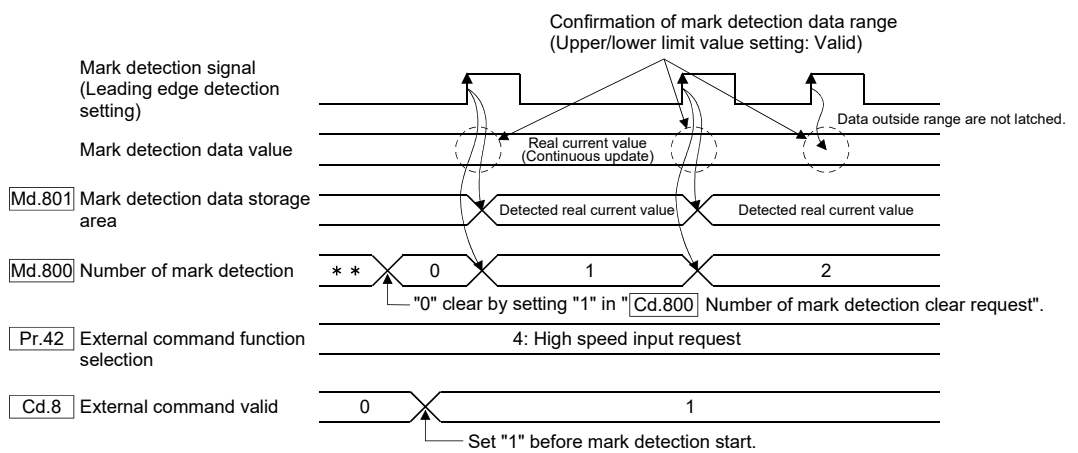 Confirmation of mark detection data range
(Upper/lower limit value setting: Valid)
Mark detection signal
(Leading edge detection
setting)
Data outside range are not latched.
Mark detection data value
Real current value
(Continuous update)
Md.801 Mark detection data storage
area
Detected real current value
Detected real current value
Md.800 Number of mark detection
* * 0 1 2
"0" clear by setting "1" in "Cd.800 Number of mark detection clear request".
Pr.42 External command function
selection
4: High speed input request
Cd.8 External command valid
0 1
Set "1" before mark detection start.